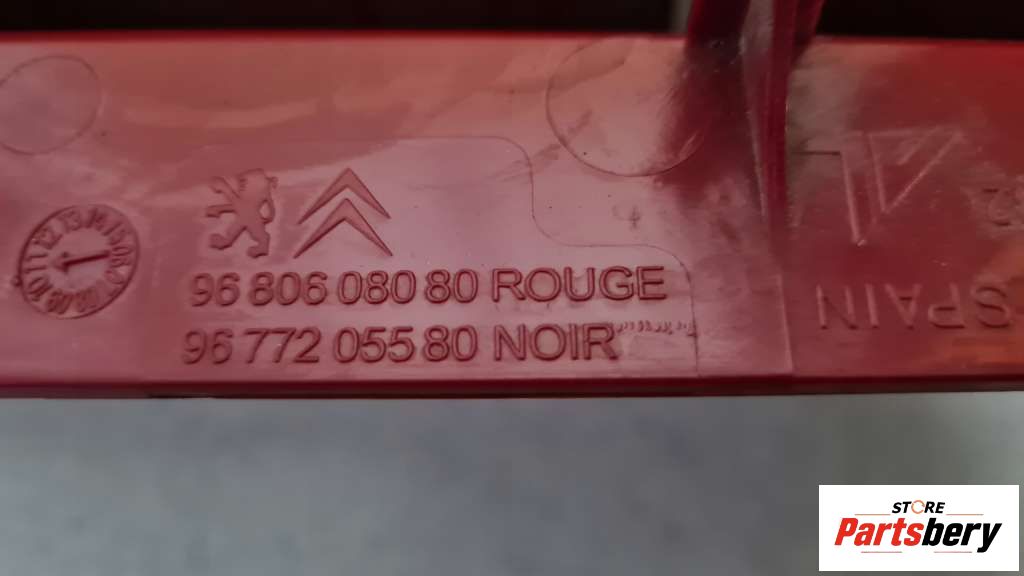 96 806 080 80 ROUGE
96 772 055 80 NOIR
SPAIN
STORE
Partsbery